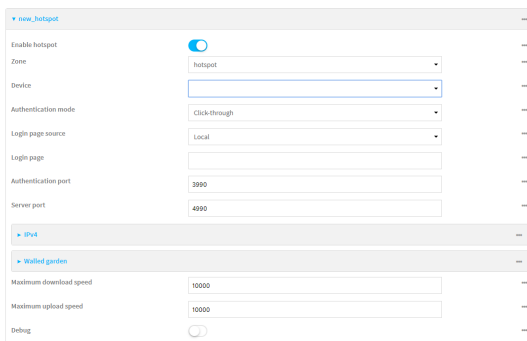 new_hotspot
Enable hotspot
Zone hotspot
Device
Authentication mode Click-through
Login page source Local
Login page
Authentication port 3990
Server port 4990
IPv4
Walled garden
Maximum download speed 10000
Maximum upload speed 10000
Debug